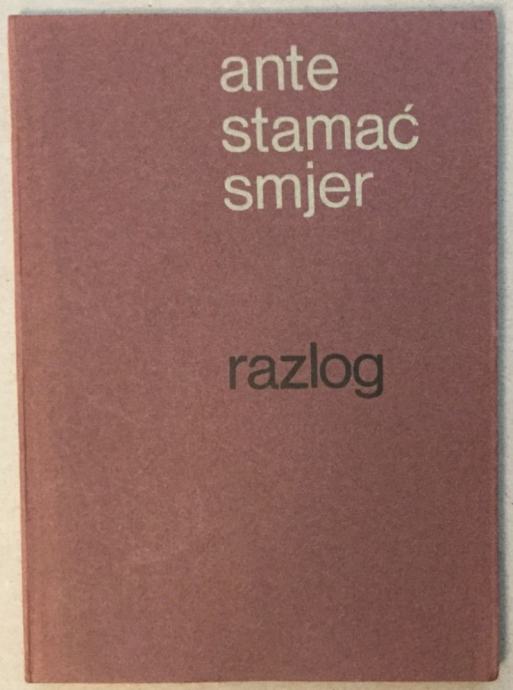 ante
stamać
smjer
razlog